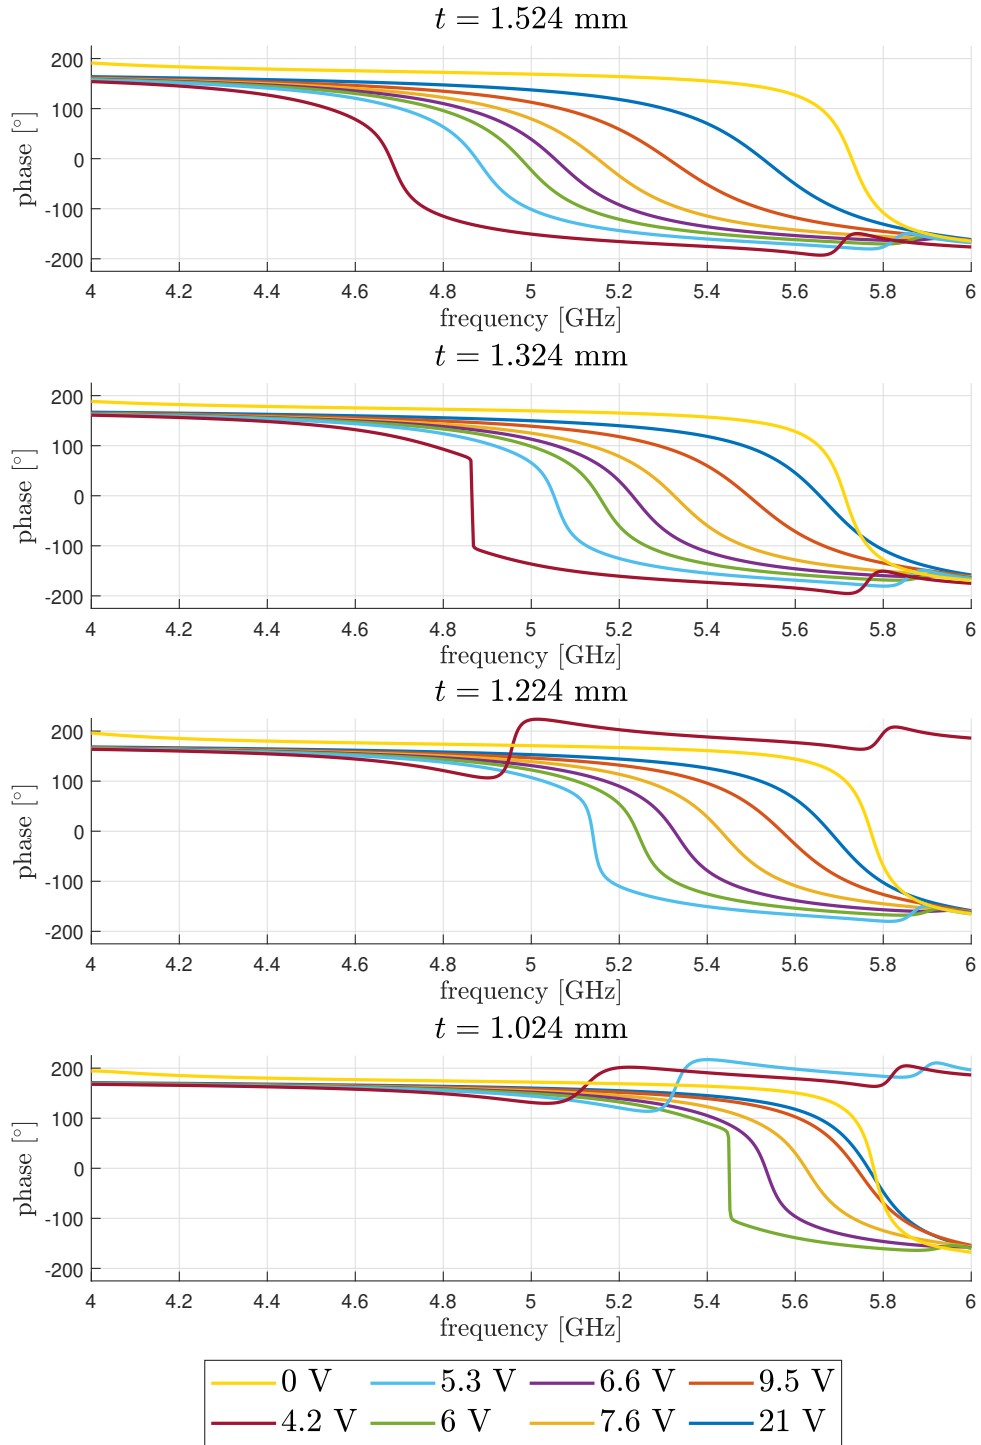 t = 1.524 mm
200
100
0
-100
-200
phase [°]
4 4.2 4.4 4.6 4.8 5 5.2 5.4 5.6 5.8 6
frequency [GHz]
t = 1.324 mm
200
100
0
-100
-200
phase [°]
4 4.2 4.4 4.6 4.8 5 5.2 5.4 5.6 5.8 6
frequency [GHz]
t = 1.224 mm
200
100
0
-100
-200
phase [°]
4 4.2 4.4 4.6 4.8 5 5.2 5.4 5.6 5.8 6
frequency [GHz]
t = 1.024 mm
200
100
0
-100
-200
phase [°]
4 4.2 4.4 4.6 4.8 5 5.2 5.4 5.6 5.8 6
frequency [GHz]
0 V 5.3 V 6.6 V 9.5 V
4.2 V 6 V 7.6 V 21 V